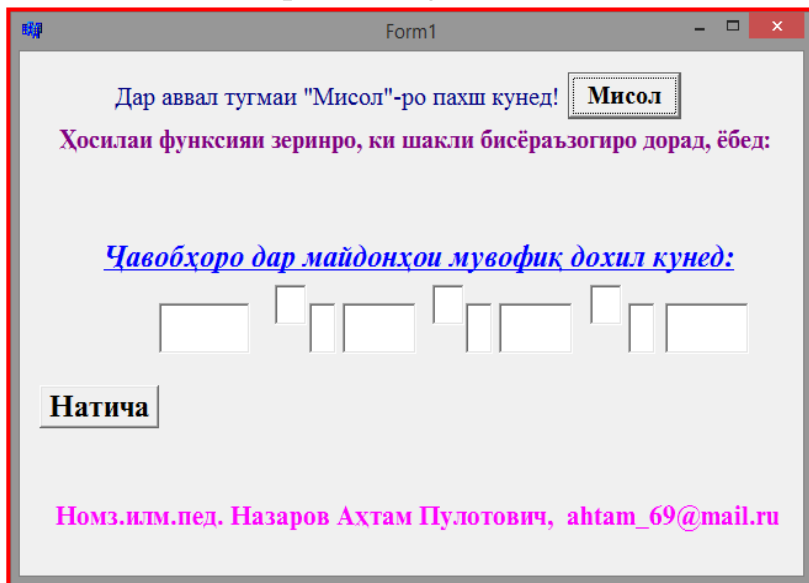 Form1
Дар аввал тугмаи "Мисол"-ро пахш кунед! Мисол
Ҳосилаи функсияи зеринро, ки шакли бисёраъзогиро дорад, ёбед:
Ҷавобҳоро дар майдонҳои мувофиқ дохил кунед:
Натича
Номз.илм.пед. Назаров Аҳтам Пулотович, ahtam_69@mail.ru